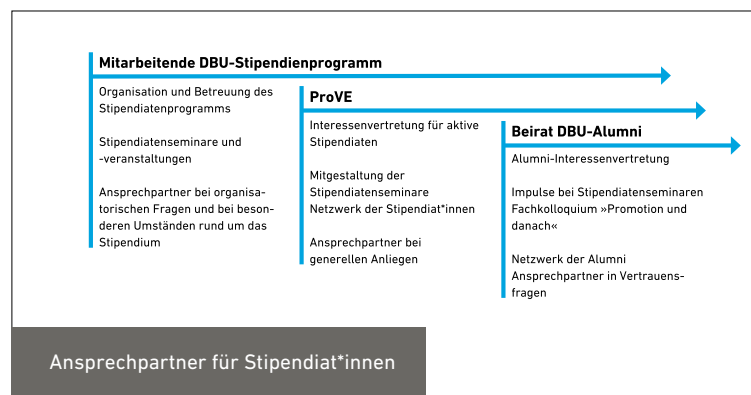 Mitarbeitende DBU-Stipendienprogramm
Organisation und Betreuung des
Stipendiatenprogramms
Stipendiatenseminare und
-veranstaltungen
Ansprechpartner bei organisa-
torischen Fragen und bei beson-
deren Umständen rund um das
Stipendium
ProVE
Interessenvertretung für aktive
Stipendiaten
Mitgestaltung der
Stipendiatenseminare
Netzwerk der Stipendiat*innen
Ansprechpartner bei
generellen Anliegen
Beirat DBU-Alumni
Alumni-Interessenvertretung
Impulse bei Stipendiatenseminaren
Fachkolloquium »Promotion und
danach«
Netzwerk der Alumni
Ansprechpartner in Vertrauens-
fragen
Ansprechpartner für Stipendiat*innen